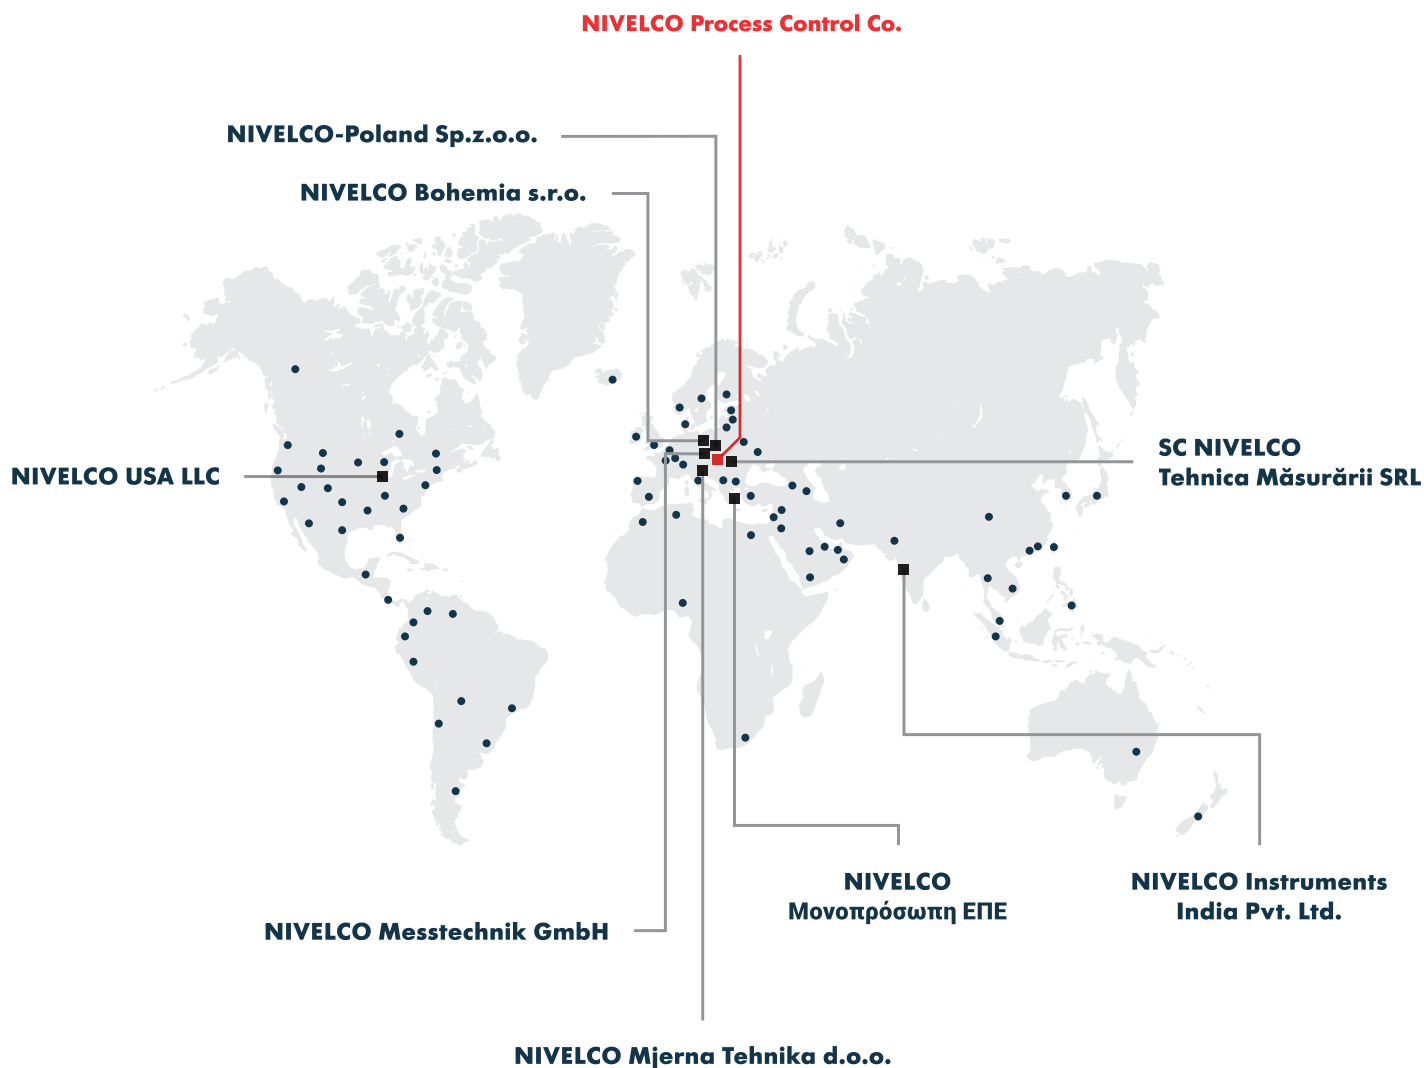 NIVELCO Process Control Co.
NIVELCO-Poland Sp.z.o.o.
NIVELCO Bohemia s.r.o.
NIVELCO USA LLC
SC NIVELCO
Tehnica Măsurării SRL
NIVELCO
Μονοπρόσωπη ΕΠΕ
NIVELCO Instruments
India Pvt. Ltd.
NIVELCO Messtechnik GmbH
NIVELCO Mjerna Tehnika d.o.o.